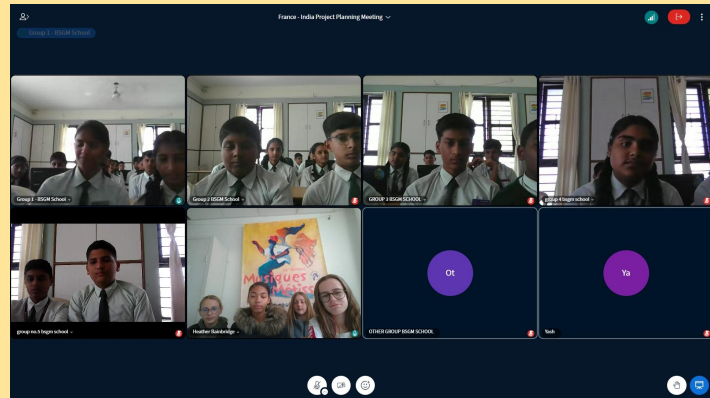 France - India Project Planning Meeting
Group 1 - BSGM School
Group 1 - BSGM School
Group 2 BSGM School
GROUP 3 BSGM SCHOOL
group 4 bsgm school
Musiques
Métisses
group no.5 bsgm school
Heather Bainbridge
Ot
OTHER GROUP BSGM SCHOOL
Ya
Yash